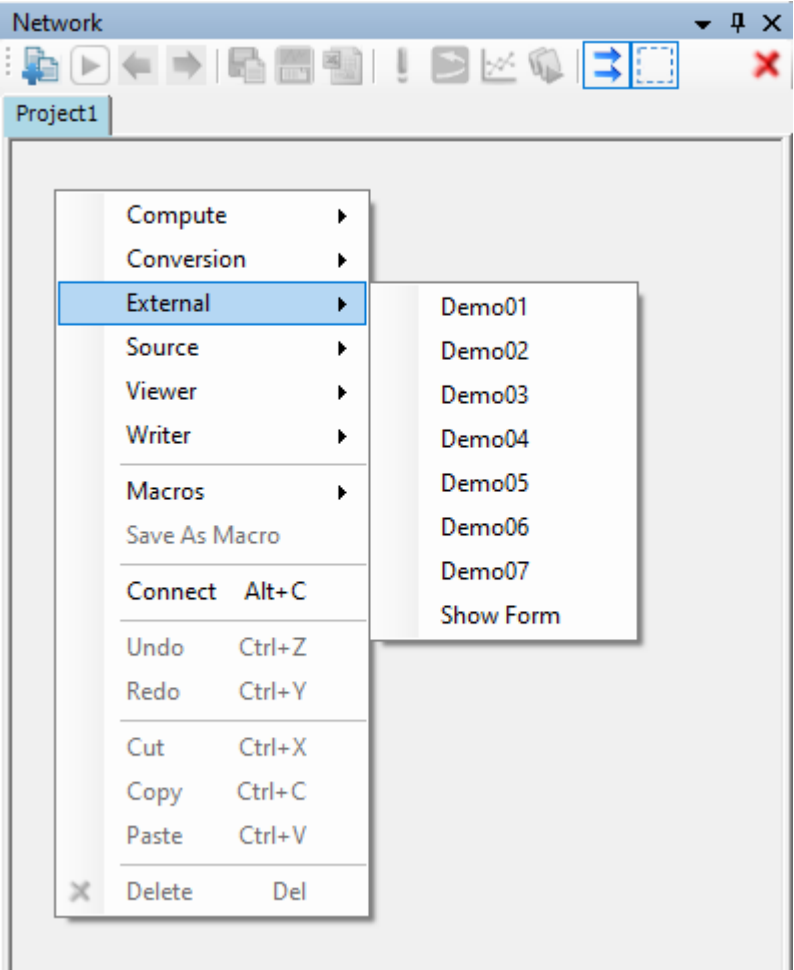 Network
Project1
Compute
Conversion
External
Source
Viewer
Writer
Macros
Save As Macro
Connect Alt+C
Undo Ctrl+Z
Redo Ctrl+Y
Cut Ctrl+X
Copy Ctrl+C
Paste Ctrl+V
Delete Del
Demo01
Demo02
Demo03
Demo04
Demo05
Demo06
Demo07
Show Form